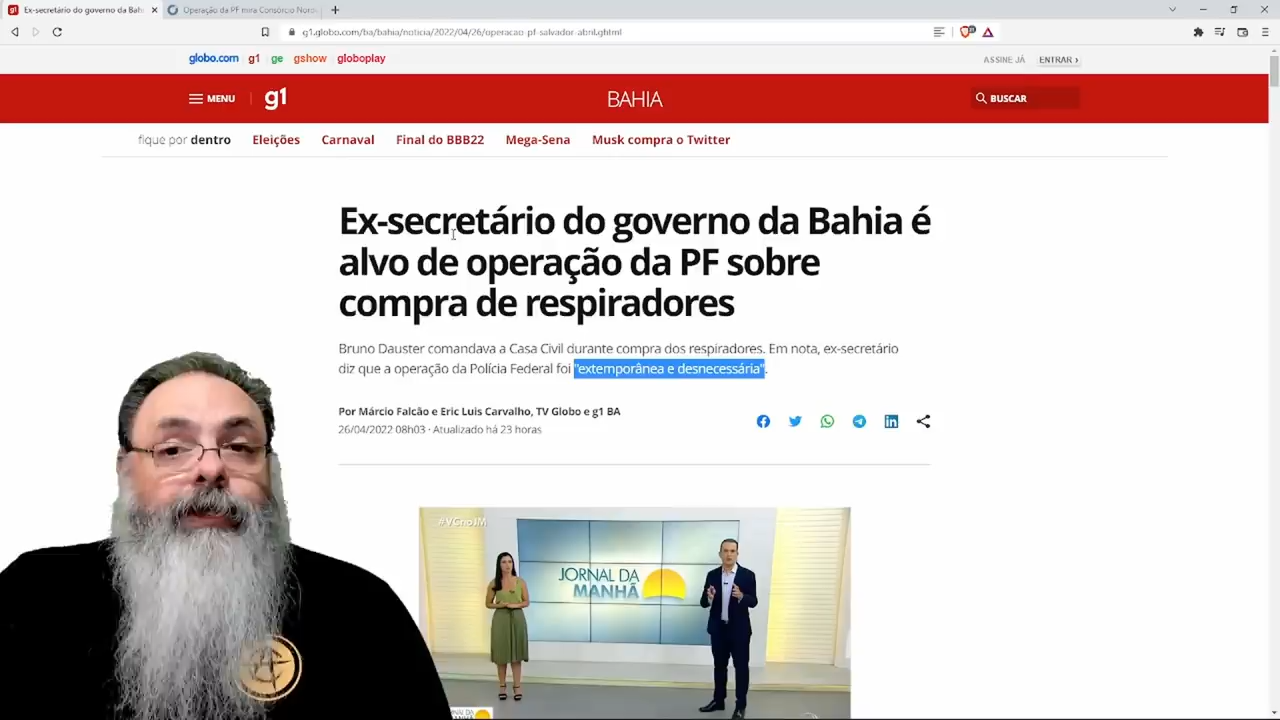 Ex-secretário do governo da Bahi
Operação da PF mira Consórcio Nord
g1.globo.com/ba/bahia/noticia/2022/04/26/operacao-pf-salvador-abril.ghtml
globo.com g1 ge gshow globoplay
ASSINE JÁ ENTRAR ›
MENU g1 BAHIA BUSCAR
fique por dentro Eleições Carnaval Final do BBB22 Mega-Sena Musk compra o Twitter
Ex-secretário do governo da Bahia é
alvo de operação da PF sobre
compra de respiradores
Bruno Dauster comandava a Casa Civil durante compra dos respiradores. Em nota, ex-secretário
diz que a operação da Polícia Federal foi "extemporânea e desnecessária".
Por Márcio Falcão e Eric Luis Carvalho, TV Globo e g1 BA
26/04/2022 08h03 · Atualizado há 23 horas
JORNAL DA
MANHÃ
JORNAL DA
MANHÃ